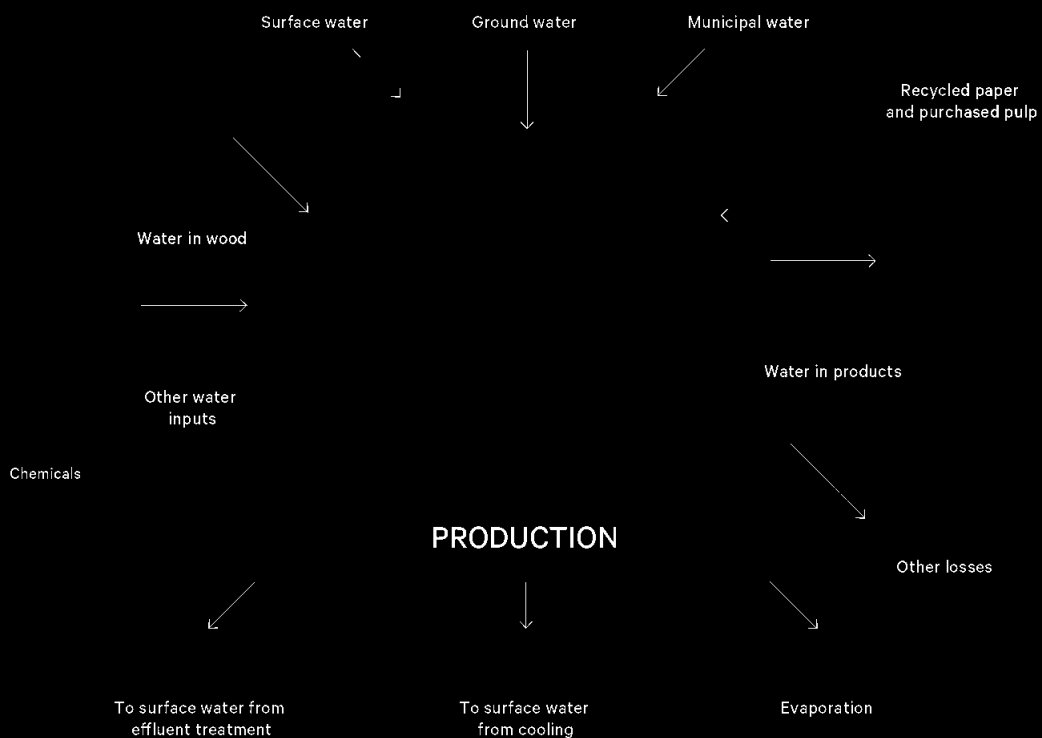 Surface water
Ground water
Municipal water
Recycled paper
and purchased pulp
Water in wood
Water in products
Other water
inputs
Chemicals
PRODUCTION
Other losses
To surface water from
effluent treatment
To surface water
from cooling
Evaporation